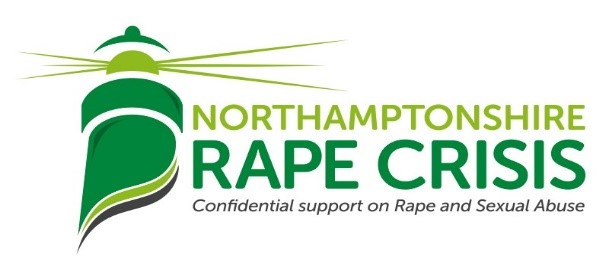 NORTHAMPTONSHIRE
RAPE CRISIS
Confidential support on Rape and Sexual Abuse